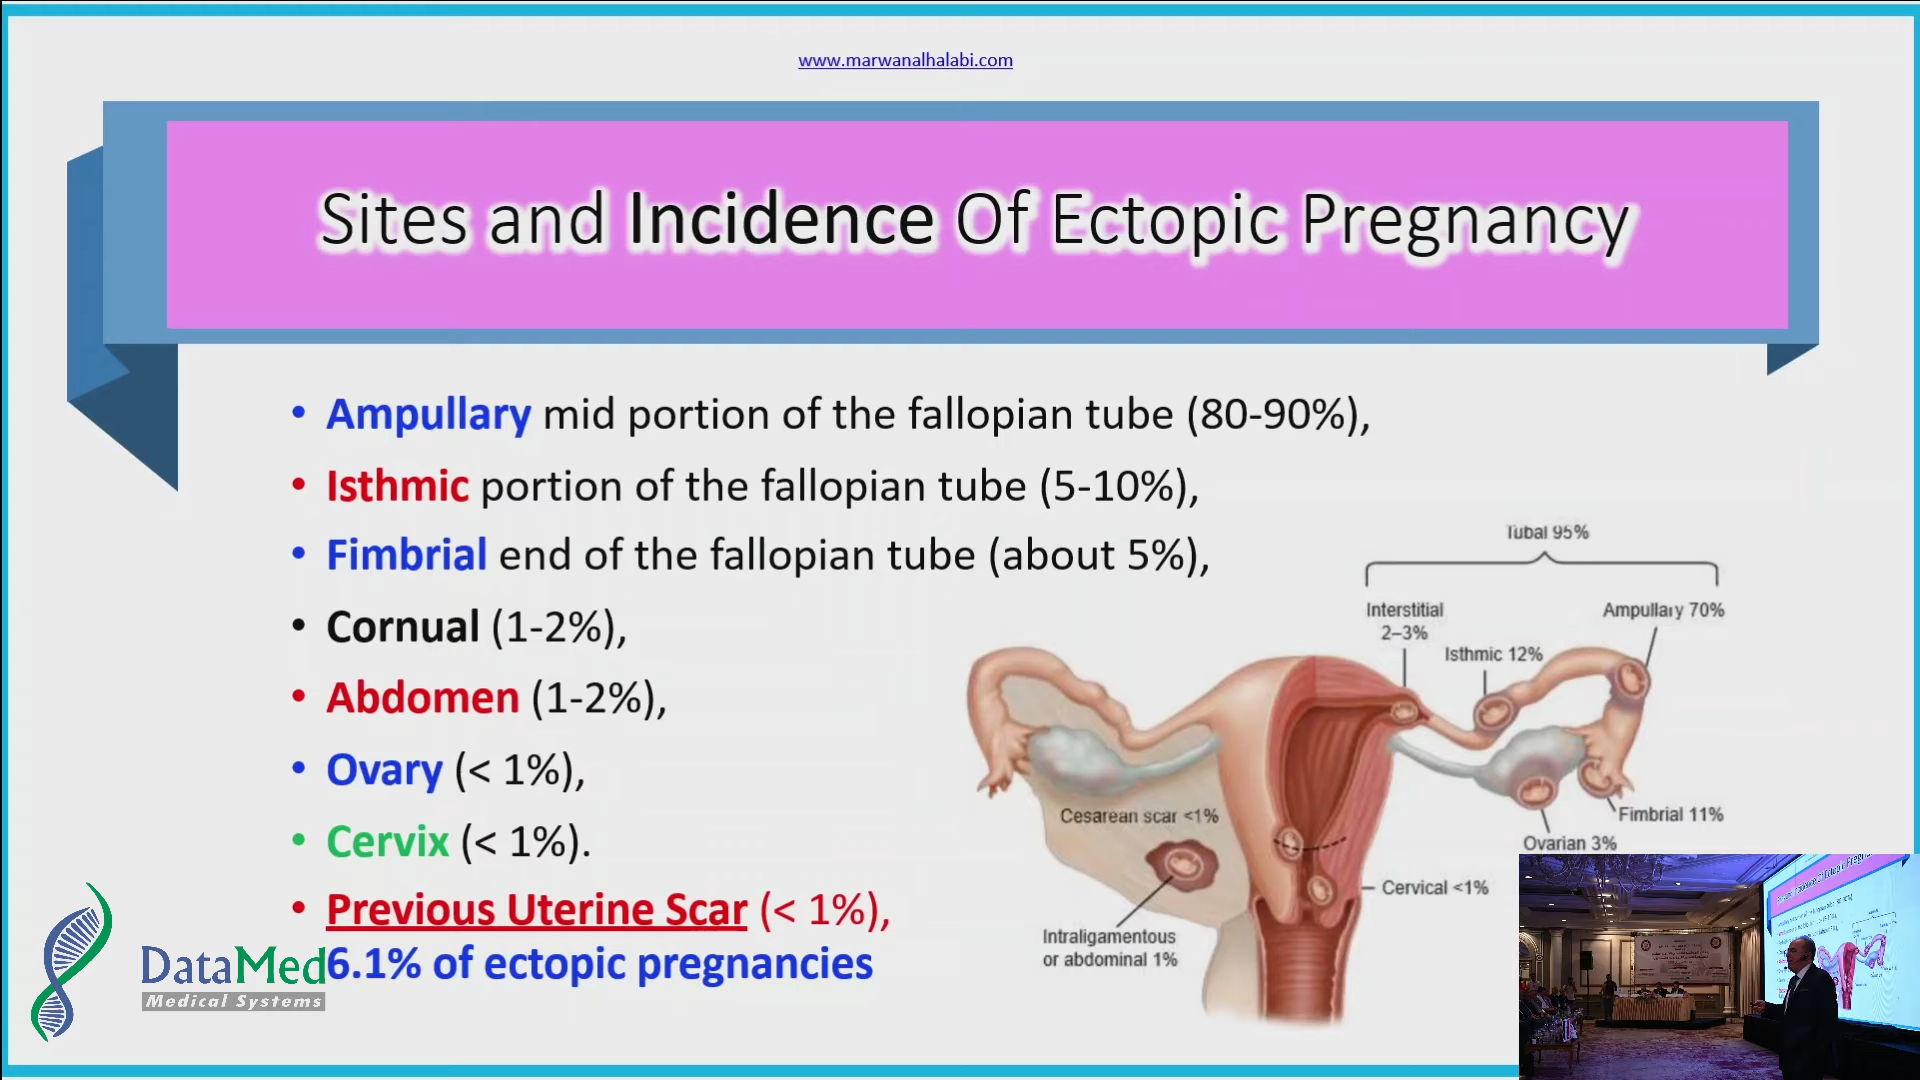 www.marwanalhalabi.com
Sites and Incidence Of Ectopic Pregnancy
• Ampullary mid portion of the fallopian tube (80-90%),
• Isthmic portion of the fallopian tube (5-10%),
• Fimbrial end of the fallopian tube (about 5%),
• Cornual (1-2%),
• Abdomen (1-2%),
• Ovary (< 1%),
• Cervix (< 1%).
• Previous Uterine Scar (< 1%),
6.1% of ectopic pregnancies
Tubal 95%
Interstitial
2–3%
Ampullary 70%
Isthmic 12%
Cesarean scar <1%
Fimbrial 11%
Ovarian 3%
Cervical <1%
Intraligamentous
or abdominal 1%
DataMed
Medical Systems